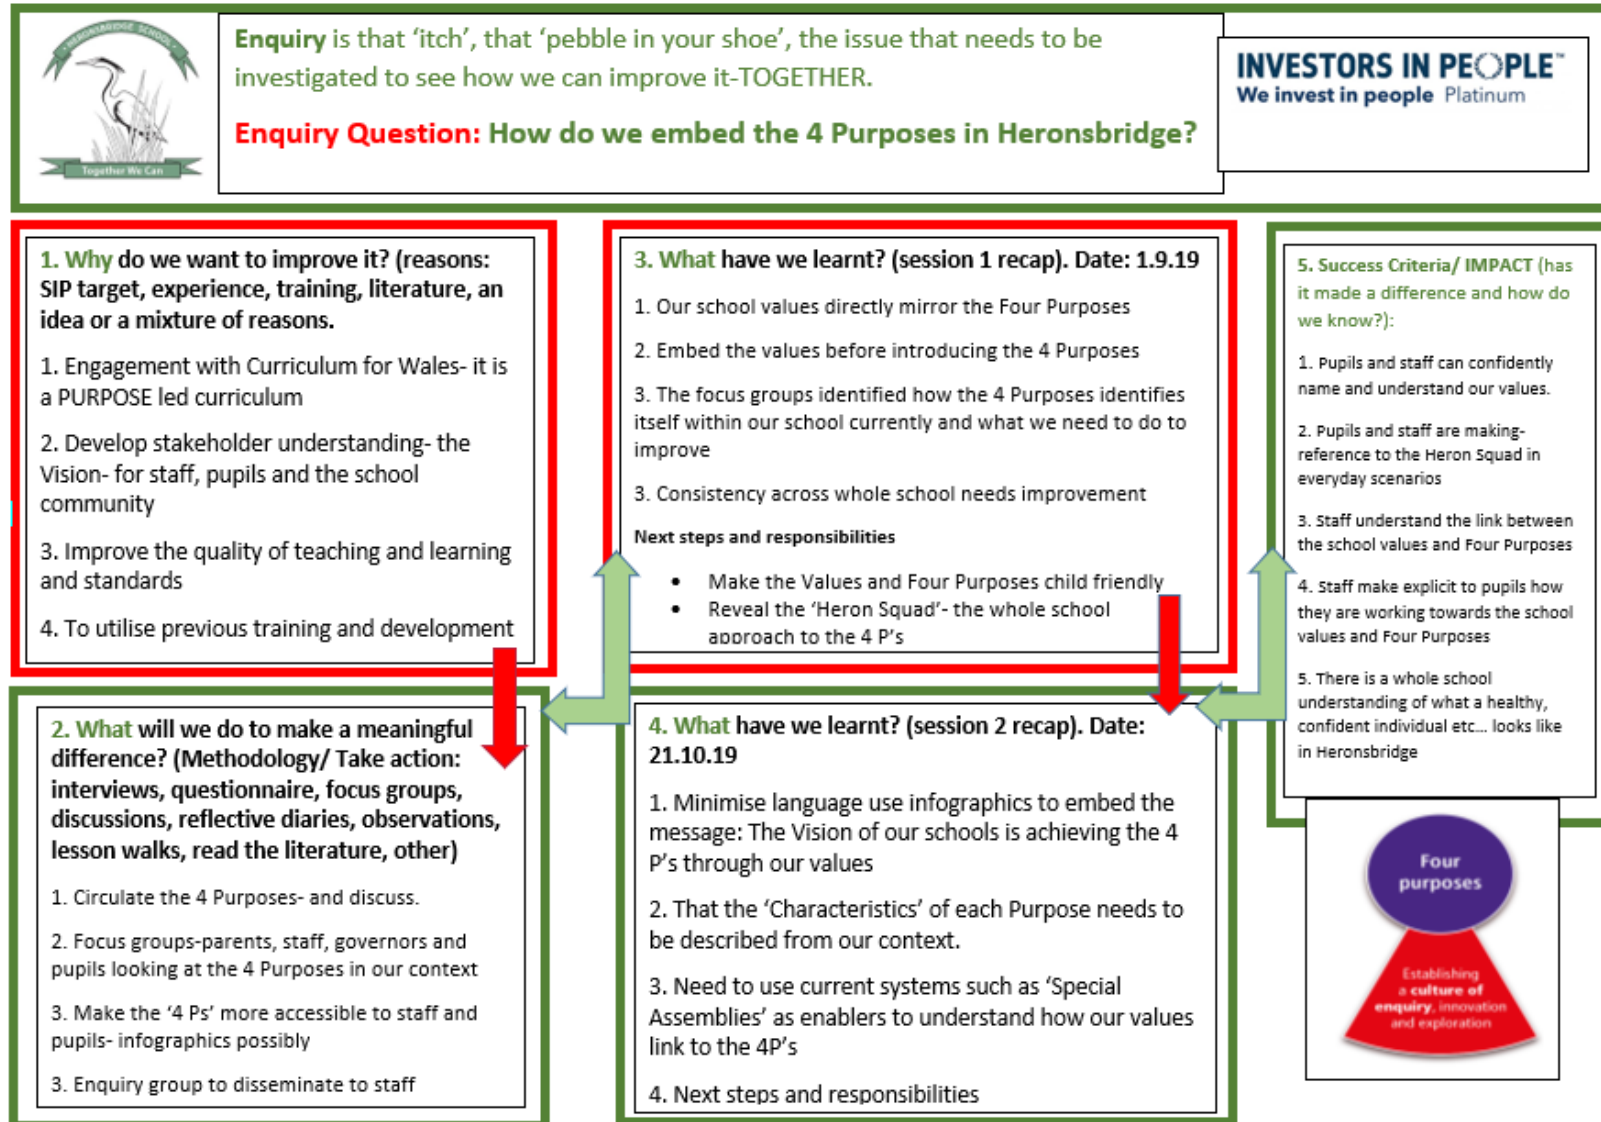 HERONSBRIDGE SCHOOL
Together We Can
Enquiry is that ‘itch’, that ‘pebble in your shoe’, the issue that needs to be
investigated to see how we can improve it-TOGETHER.
Enquiry Question: How do we embed the 4 Purposes in Heronsbridge?
INVESTORS IN PEOPLE™
We invest in people Platinum
1. Why do we want to improve it? (reasons:
SIP target, experience, training, literature, an
idea or a mixture of reasons.
1. Engagement with Curriculum for Wales- it is
a PURPOSE led curriculum
2. Develop stakeholder understanding- the
Vision- for staff, pupils and the school
community
3. Improve the quality of teaching and learning
and standards
4. To utilise previous training and development
2. What will we do to make a meaningful
difference? (Methodology/ Take action:
interviews, questionnaire, focus groups,
discussions, reflective diaries, observations,
lesson walks, read the literature, other)
1. Circulate the 4 Purposes- and discuss.
2. Focus groups-parents, staff, governors and
pupils looking at the 4 Purposes in our context
3. Make the ‘4 Ps’ more accessible to staff and
pupils- infographics possibly
3. Enquiry group to disseminate to staff
3. What have we learnt? (session 1 recap). Date: 1.9.19
1. Our school values directly mirror the Four Purposes
2. Embed the values before introducing the 4 Purposes
3. The focus groups identified how the 4 Purposes identifies
itself within our school currently and what we need to do to
improve
3. Consistency across whole school needs improvement
Next steps and responsibilities
• Make the Values and Four Purposes child friendly
• Reveal the ‘Heron Squad’- the whole school
approach to the 4 P’s
4. What have we learnt? (session 2 recap). Date:
21.10.19
1. Minimise language use infographics to embed the
message: The Vision of our schools is achieving the 4
P’s through our values
2. That the ‘Characteristics’ of each Purpose needs to
be described from our context.
3. Need to use current systems such as ‘Special
Assemblies’ as enablers to understand how our values
link to the 4P’s
4. Next steps and responsibilities
5. Success Criteria/ IMPACT (has
it made a difference and how do
we know?):
1. Pupils and staff can confidently
name and understand our values.
2. Pupils and staff are making-
reference to the Heron Squad in
everyday scenarios
3. Staff understand the link between
the school values and Four Purposes
4. Staff make explicit to pupils how
they are working towards the school
values and Four Purposes
5. There is a whole school
understanding of what a healthy,
confident individual etc... looks like
in Heronsbridge
Four
purposes
Establishing
a culture of
enquiry, innovation
and exploration